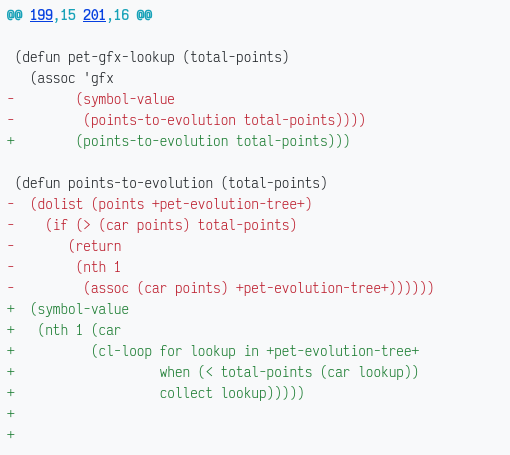 @@ 199,15 201,16 @@

 (defun pet-gfx-lookup (total-points)
   (assoc 'gfx
-        (symbol-value
-         (points-to-evolution total-points))))
+        (points-to-evolution total-points)))

 (defun points-to-evolution (total-points)
-  (dolist (points +pet-evolution-tree+)
-    (if (> (car points) total-points)
-       (return
-        (nth 1
-         (assoc (car points) +pet-evolution-tree+))))))
+  (symbol-value
+   (nth 1 (car
+          (cl-loop for lookup in +pet-evolution-tree+
+                   when (< total-points (car lookup))
+                   collect lookup)))))
+
+